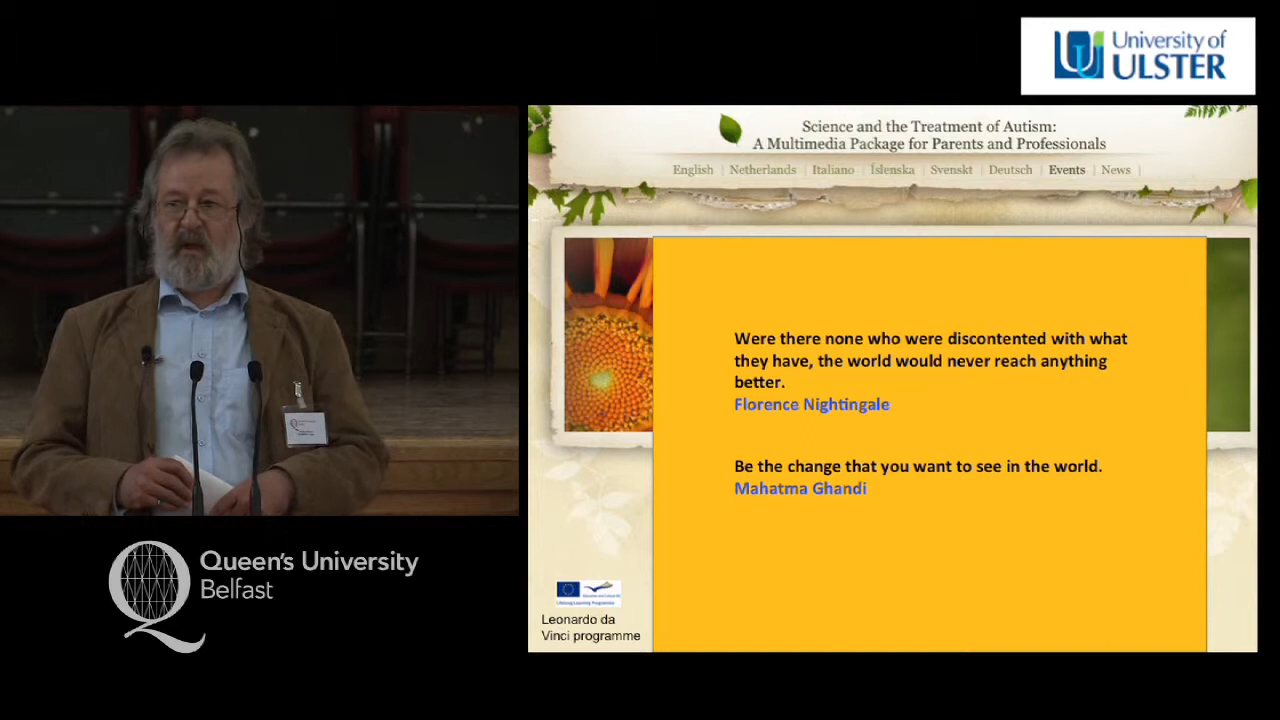 University of
ULSTER
Science and the Treatment of Autism:
A Multimedia Package for Parents and Professionals
English | Netherlands | Italiano | Íslenska | Svenskt | Deutsch | Events | News |
Were there none who were discontented with what
they have, the world would never reach anything
better.
Florence Nightingale
Be the change that you want to see in the world.
Mahatma Ghandi
Leonardo da
Vinci programme
Queen's University
Belfast